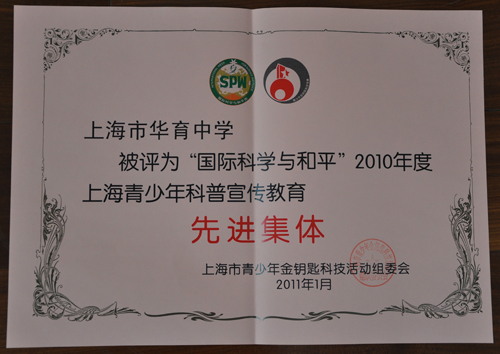 SPW
上海市华育中学
被评为“国际科学与和平”2010年度
上海青少年科普宣传教育
先进集体
上海市青少年金钥匙科技活动组委会
2011年1月